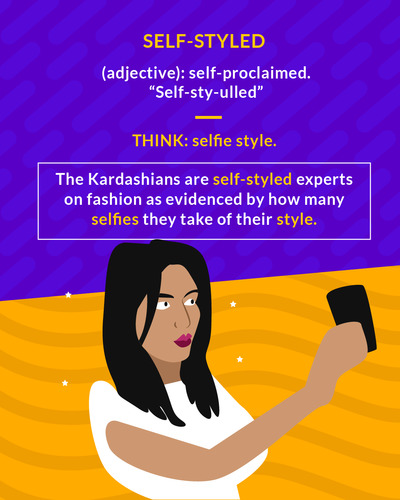 SELF-STYLED
(adjective): self-proclaimed.
“Self-sty-ulled”
THINK: selfie style.
The Kardashians are self-styled experts
on fashion as evidenced by how many
selfies they take of their style.